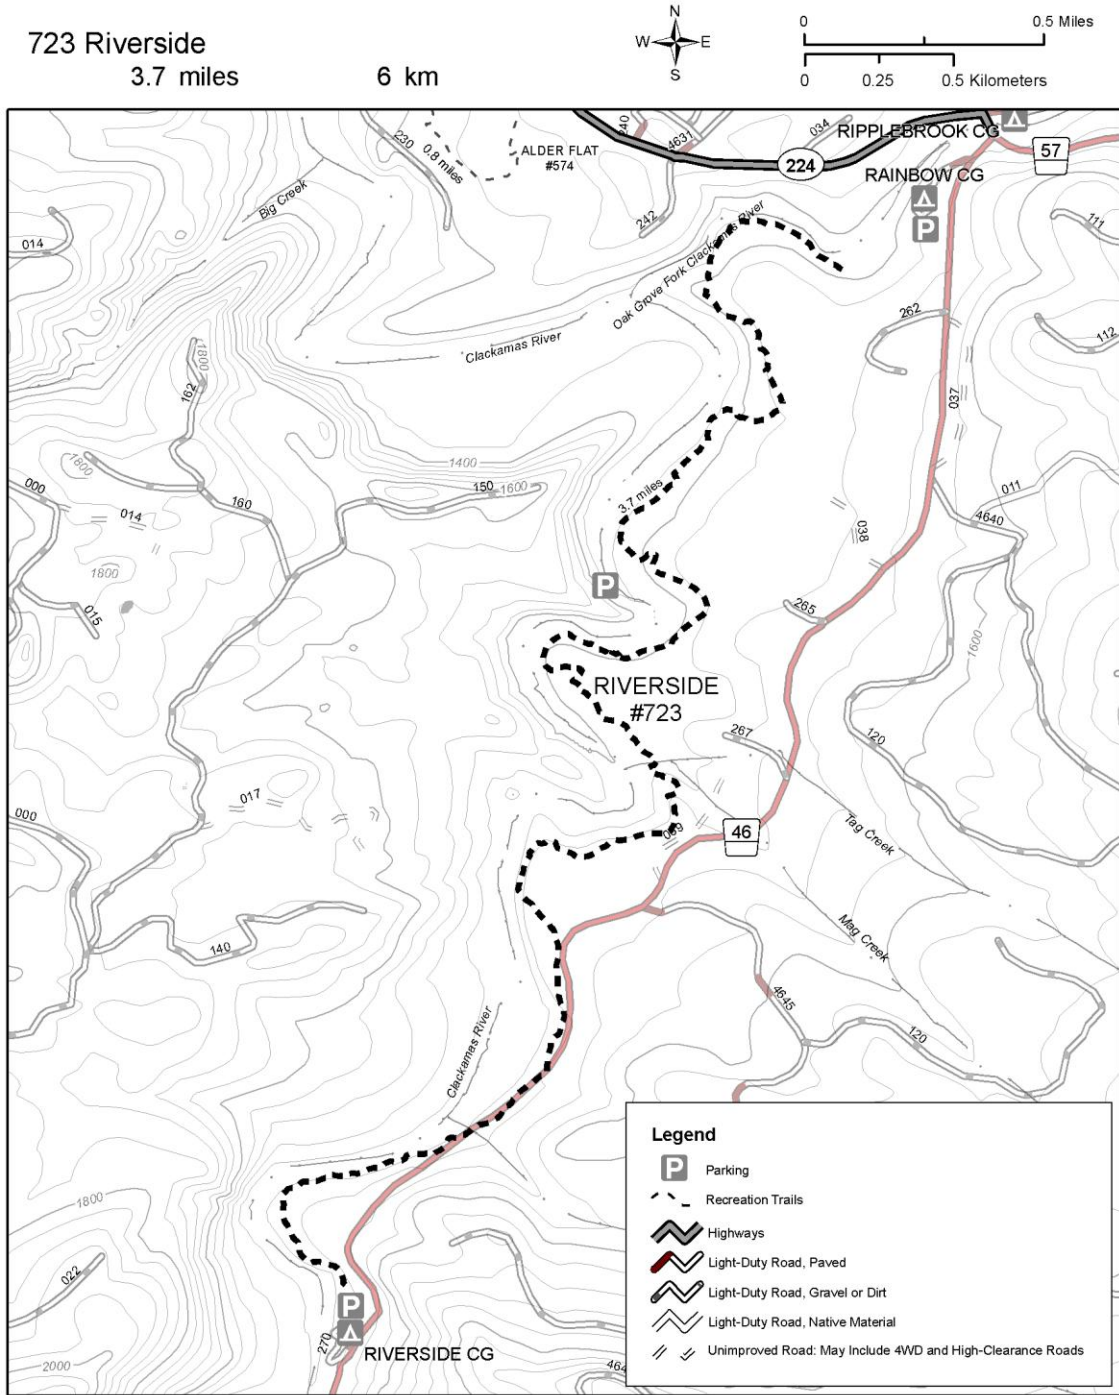 723 Riverside
3.7 miles 6 km
N
W E
S
0 0.5 Miles
0 0.25 0.5 Kilometers
240
4631
034
RIPPLEBROOK CG
57
230
0.8 miles
ALDER FLAT
#574
224
RAINBOW CG
P
Big Creek
242
111
014
Oak Grove Fork Clackamas River
Clackamas River
262
112
1800
162
037
1400
1800
000
150
1600
3.7 miles
160
014
011
4640
038
1800
P
015
265
1600
RIVERSIDE
#723
267
120
017
000
46
Tag Creek
Mag Creek
140
4645
120
Clackamas River
1800
022
P
270
RIVERSIDE CG
2000
Legend
P Parking
Recreation Trails
Highways
Light-Duty Road, Paved
Light-Duty Road, Gravel or Dirt
Light-Duty Road, Native Material
Unimproved Road: May Include 4WD and High-Clearance Roads